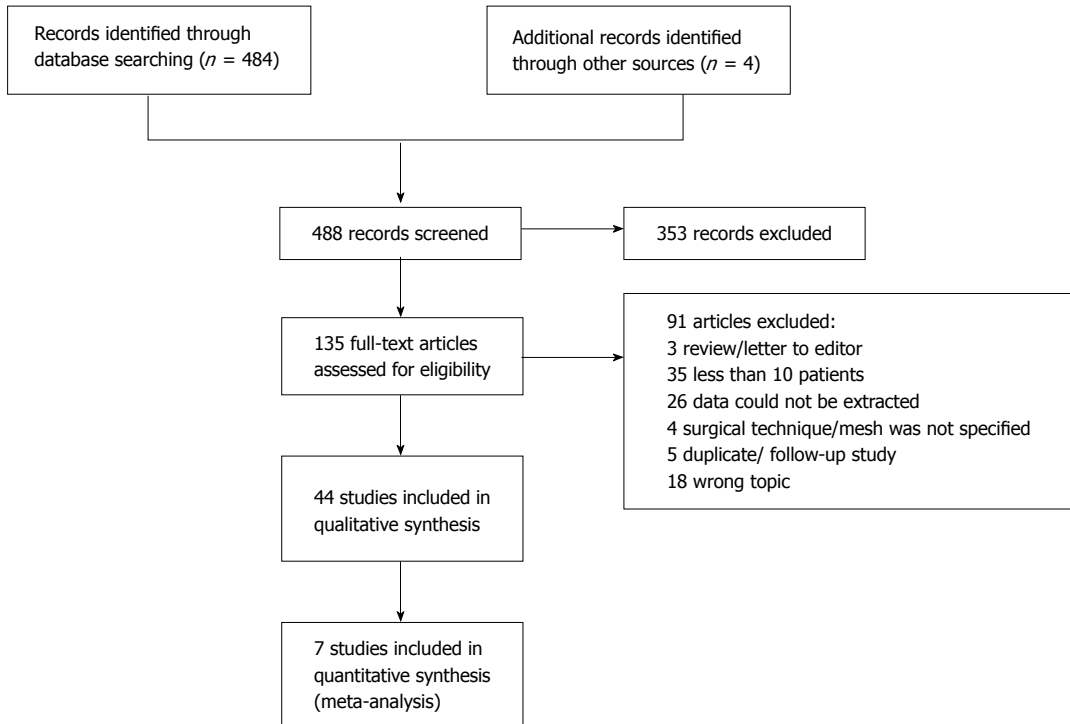 Records identified through
database searching (n = 484)
Additional records identified
through other sources (n = 4)
488 records screened
353 records excluded
135 full-text articles
assessed for eligibility
91 articles excluded:
3 review/letter to editor
35 less than 10 patients
26 data could not be extracted
4 surgical technique/mesh was not specified
5 duplicate/ follow-up study
18 wrong topic
44 studies included in
qualitative synthesis
7 studies included in
quantitative synthesis
(meta-analysis)